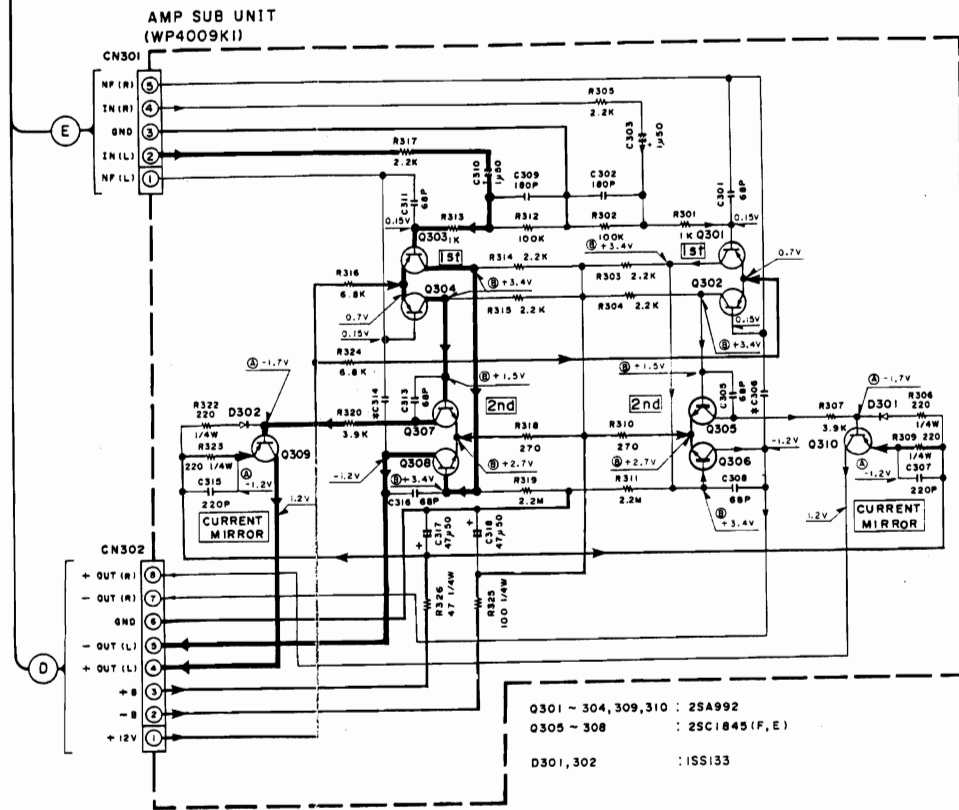 AMP SUB UNIT
(WP4009K1)
CN301
NF (R) 5
IN (R) 4
GND 3
IN (L) 2
NF (L) 1
E
R305
2.2K
C303
1µ50
R317
2.2K
C310
1µ50
C309
180P
C302
180P
C311
68P
C301
68P
0.15V
R313
1K
R312
100K
R302
100K
R301
1K
Q301
0.15V
Q303
1st
R314 2.2K
B +3.4V
R303 2.2K
1st
0.7V
R316
6.8K
Q304
B +3.4V
R315 2.2K
R304 2.2K
Q302
0.7V
0.15V
0.15V
B +3.4V
R324
6.8K
A -1.7V
*C314
C313
68P
B +1.5V
B +1.5V
C305
68P
*C306
A -1.7V
R322
220
1/4W
D302
R320
3.9K
2nd
Q307
R318
270
R310
270
2nd
Q305
R307
3.9K
D301
R306
220
1/4W
R323
220 1/4W
Q309
-1.2V
Q308
B +3.4V
B +2.7V
B +2.7V
Q306
-1.2V
Q310
R309 220
1/4W
C307
220P
C315
220P
A
-1.2V
1.2V
C316 68P
R319
2.2M
R311
2.2M
C308
68P
A
-1.2V
1.2V
B
+3.4V
CURRENT
MIRROR
CURRENT
MIRROR
C317
47µ50
C318
47µ50
R326
47 1/4W
R325
100 1/4W
CN302
+ OUT (R) 8
- OUT (R) 7
GND 6
- OUT (L) 5
+ OUT (L) 4
+B 3
-B 2
+12V 1
D
Q301 ~ 304,309,310 : 2SA992
Q305 ~ 308 : 2SC1845(F,E)
D301,302 : 1SS133